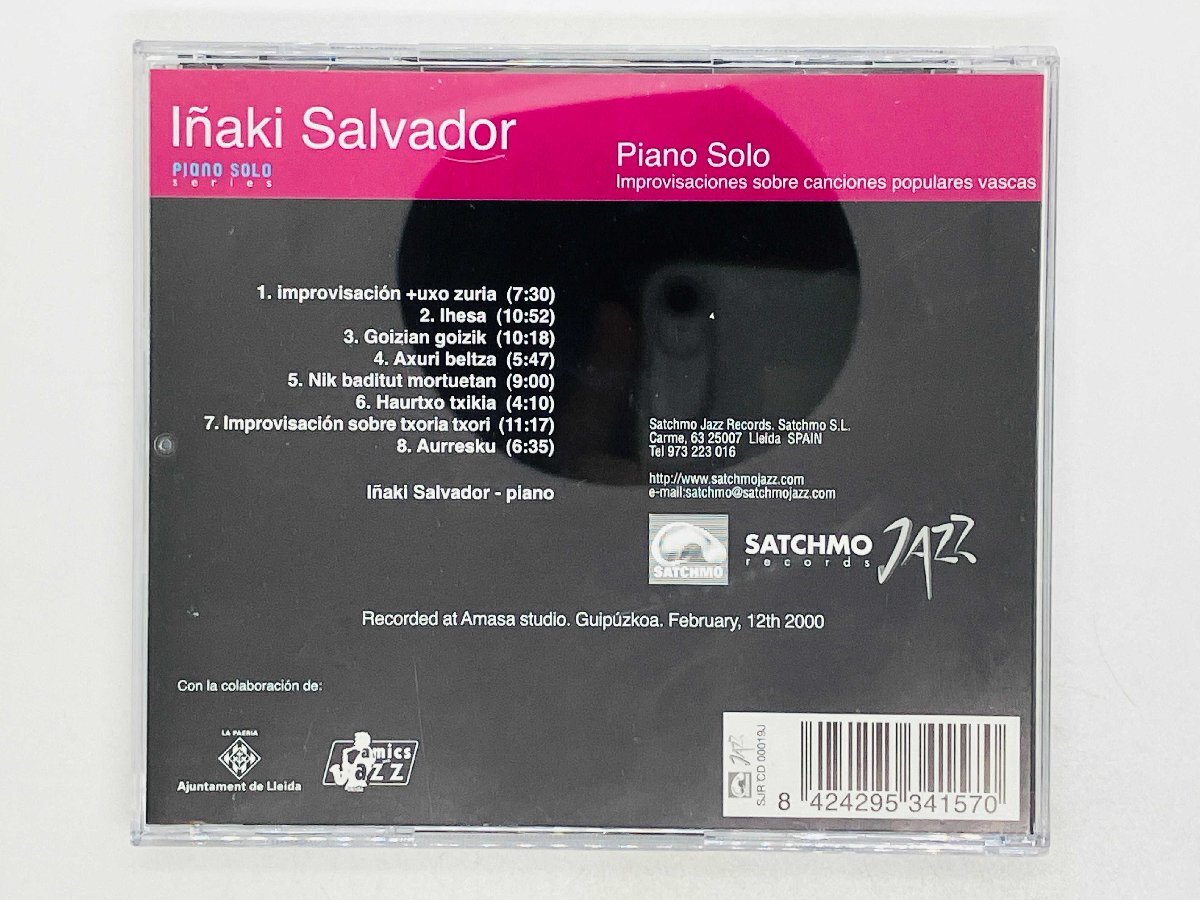 Iñaki Salvador
PIANO SOLO
series
Piano Solo
Improvisaciones sobre canciones populares vascas
1. improvisación +uxo zuria (7:30)
2. Ihesa (10:52)
3. Goizian goizik (10:18)
4. Axuri beltza (5:47)
5. Nik baditut mortuetan (9:00)
6. Haurtxo txikia (4:10)
7. Improvisación sobre txoria txori (11:17)
8. Aurresku (6:35)
Iñaki Salvador - piano
Satchmo Jazz Records. Satchmo S.L.
Carme, 63 25007 Lleida SPAIN
Tel 973 223 016
http://www.satchmojazz.com
e-mail:satchmo@satchmojazz.com
SATCHMO
SATCHMO JAZZ
records
Recorded at Amasa studio. Guipúzkoa. February, 12th 2000
Con la colaboración de:
LA PAERIA
Ajuntament de Lleida
amics
JAZZ
JAZZ
SJR CD 00019J
8 424295 341570